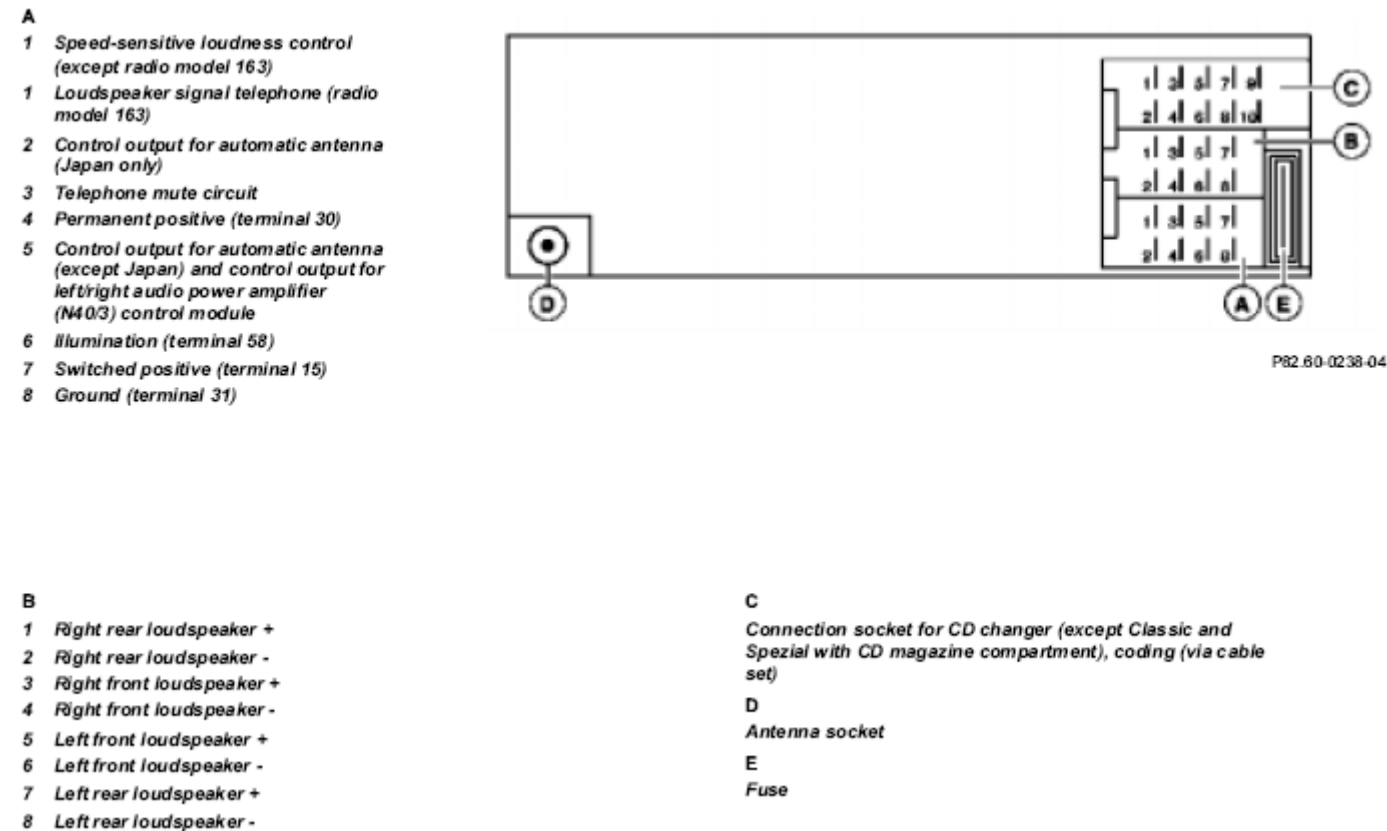 A
1 Speed-sensitive loudness control
(except radio model 163)
1 Loudspeaker signal telephone (radio
model 163)
2 Control output for automatic antenna
(Japan only)
3 Telephone mute circuit
4 Permanent positive (terminal 30)
5 Control output for automatic antenna
(except Japan) and control output for
left/right audio power amplifier
(N40/3) control module
6 Illumination (terminal 58)
7 Switched positive (terminal 15)
8 Ground (terminal 31)
1 3 5 7 9
C
2 4 6 8 10
B
1 3 5 7
2 4 6 8
1 3 5 7
2 4 6 8
D
A E
P82.60-0238-04
B
1 Right rear loudspeaker +
2 Right rear loudspeaker -
3 Right front loudspeaker +
4 Right front loudspeaker -
5 Left front loudspeaker +
6 Left front loudspeaker -
7 Left rear loudspeaker +
8 Left rear loudspeaker -
C
Connection socket for CD changer (except Classic and
Spezial with CD magazine compartment), coding (via cable
set)
D
Antenna socket
E
Fuse